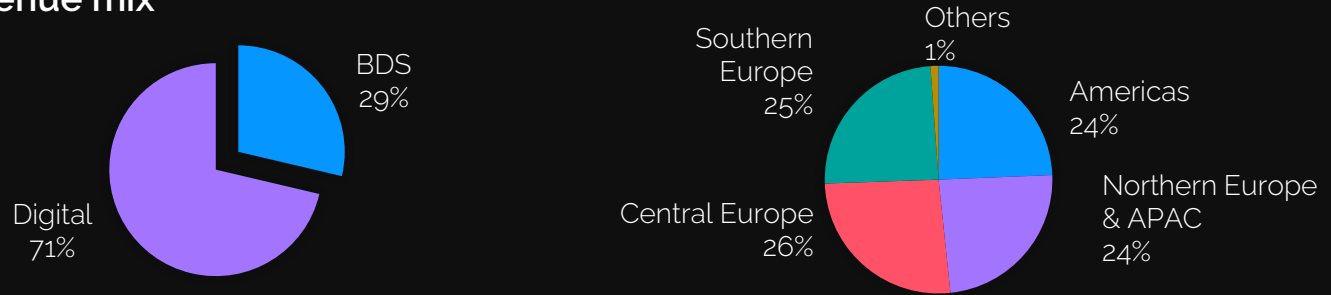 mix
BDS
29%
Digital
71%
Others
1%
Southern
Europe
25%
Americas
24%
Northern Europe
& APAC
24%
Central Europe
26%